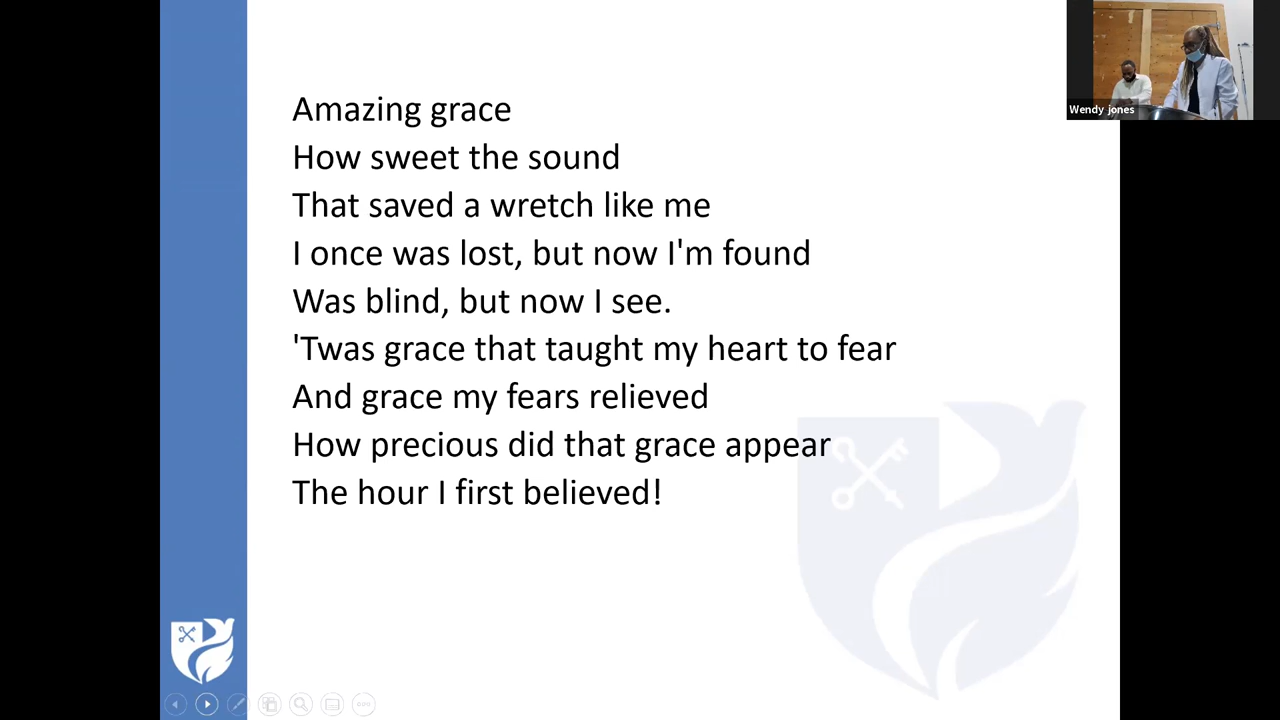 Amazing grace
How sweet the sound
That saved a wretch like me
I once was lost, but now I'm found
Was blind, but now I see.
'Twas grace that taught my heart to fear
And grace my fears relieved
How precious did that grace appear
The hour I first believed!
Wendy jones